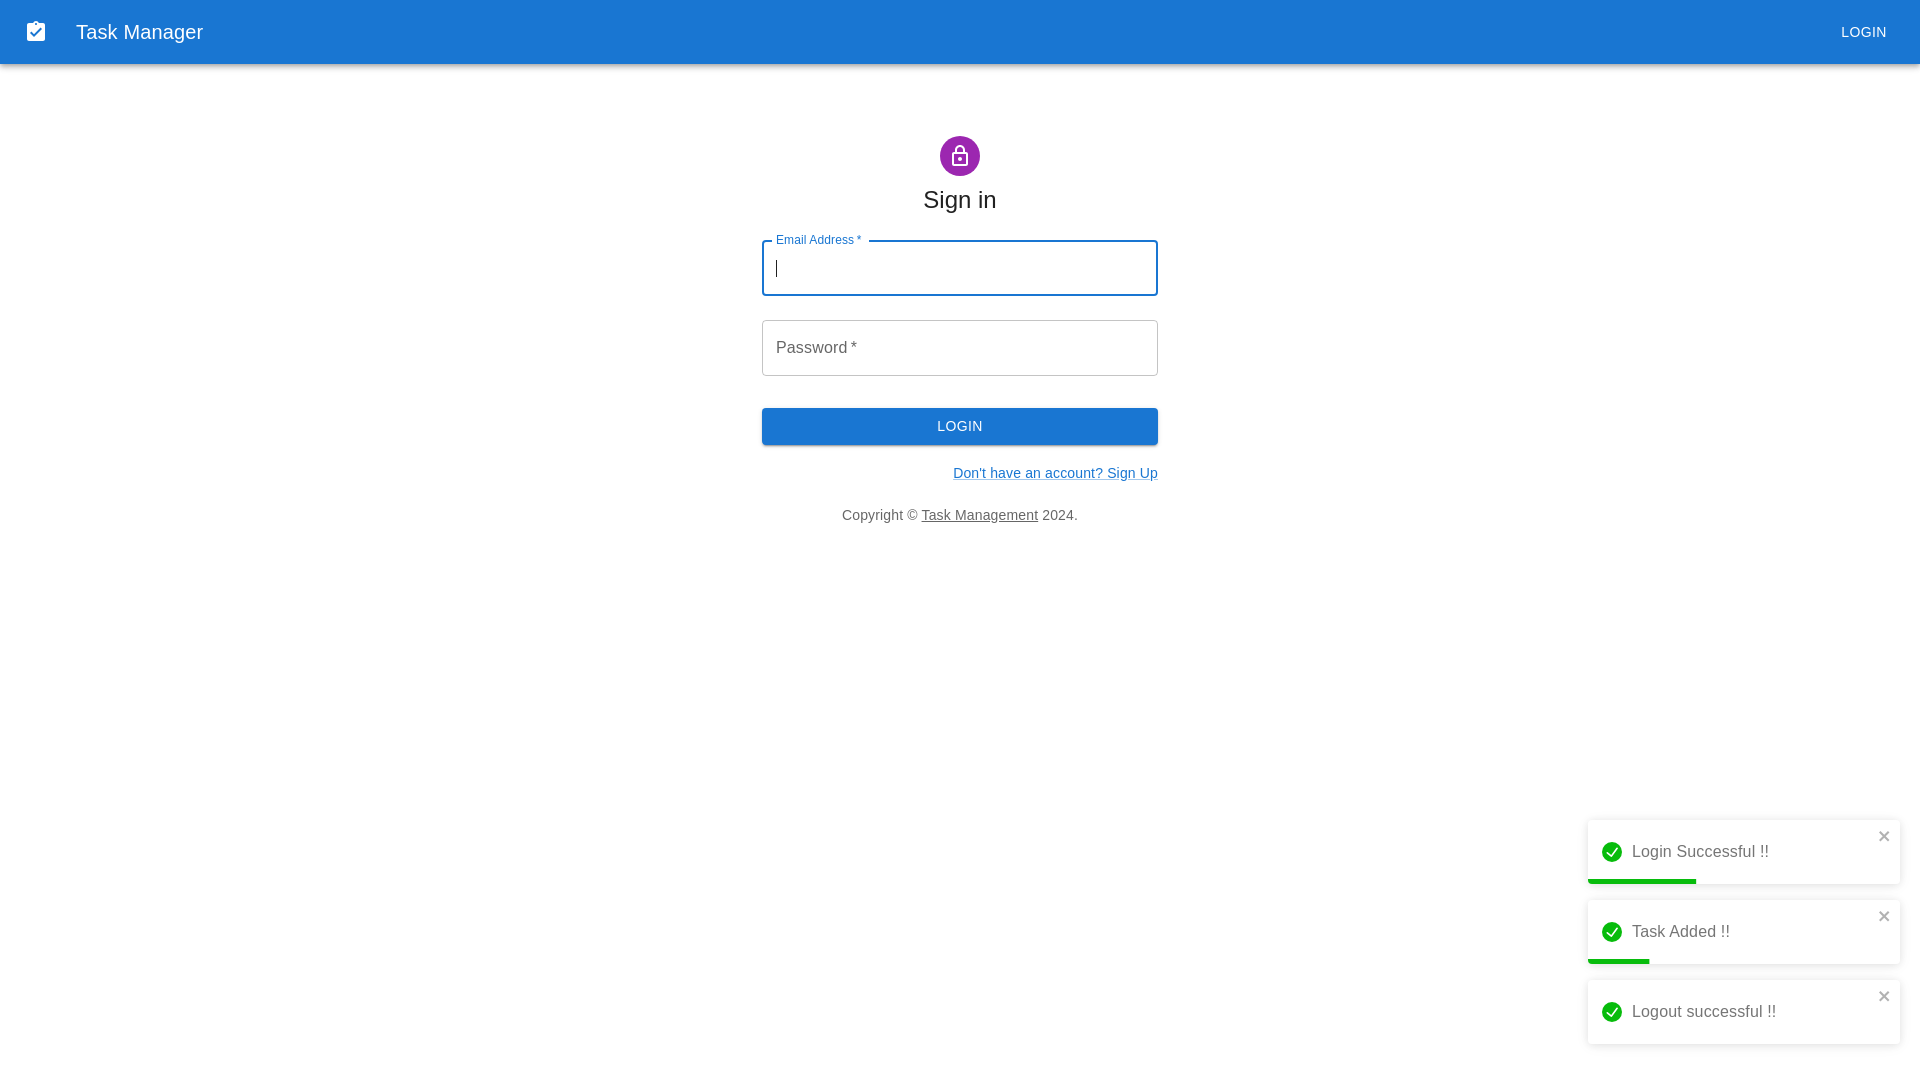 Task Manager
LOGIN
Sign in
Email Address *
Password *
LOGIN
Don't have an account? Sign Up
Copyright © Task Management 2024.
Login Successful !!
Task Added !!
Logout successful !!